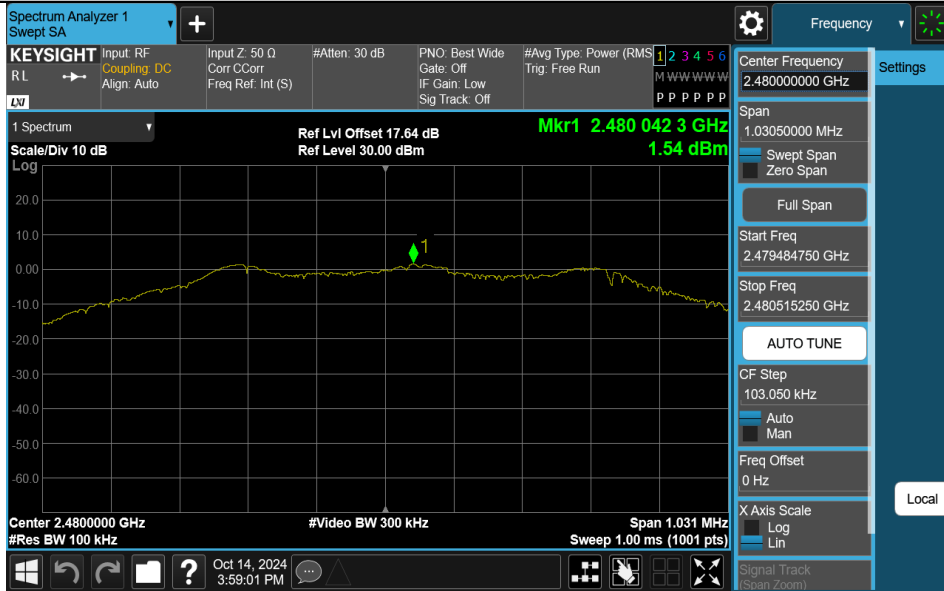 Spectrum Analyzer 1
Swept SA
Frequency
KEYSIGHT
R L
LXI
Input: RF
Coupling: DC
Align: Auto
Input Z: 50 Ω
Corr CCorr
Freq Ref: Int (S)
#Atten: 30 dB
PNO: Best Wide
Gate: Off
IF Gain: Low
Sig Track: Off
#Avg Type: Power (RMS
Trig: Free Run
1 2 3 4 5 6
M W W W W W
P P P P P P
1 Spectrum
Scale/Div 10 dB
Ref Lvl Offset 17.64 dB
Ref Level 30.00 dBm
Mkr1 2.480 042 3 GHz
1.54 dBm
Log
20.0
10.0
0.00
-10.0
-20.0
-30.0
-40.0
-50.0
-60.0
1
Center 2.4800000 GHz
#Res BW 100 kHz
#Video BW 300 kHz
Span 1.031 MHz
Sweep 1.00 ms (1001 pts)
Center Frequency
2.480000000 GHz
Span
1.03050000 MHz
Swept Span
Zero Span
Full Span
Start Freq
2.479484750 GHz
Stop Freq
2.480515250 GHz
AUTO TUNE
CF Step
103.050 kHz
Auto
Man
Freq Offset
0 Hz
X Axis Scale
Log
Lin
Signal Track
(Span Zoom)
Settings
Local
?
Oct 14, 2024
3:59:01 PM